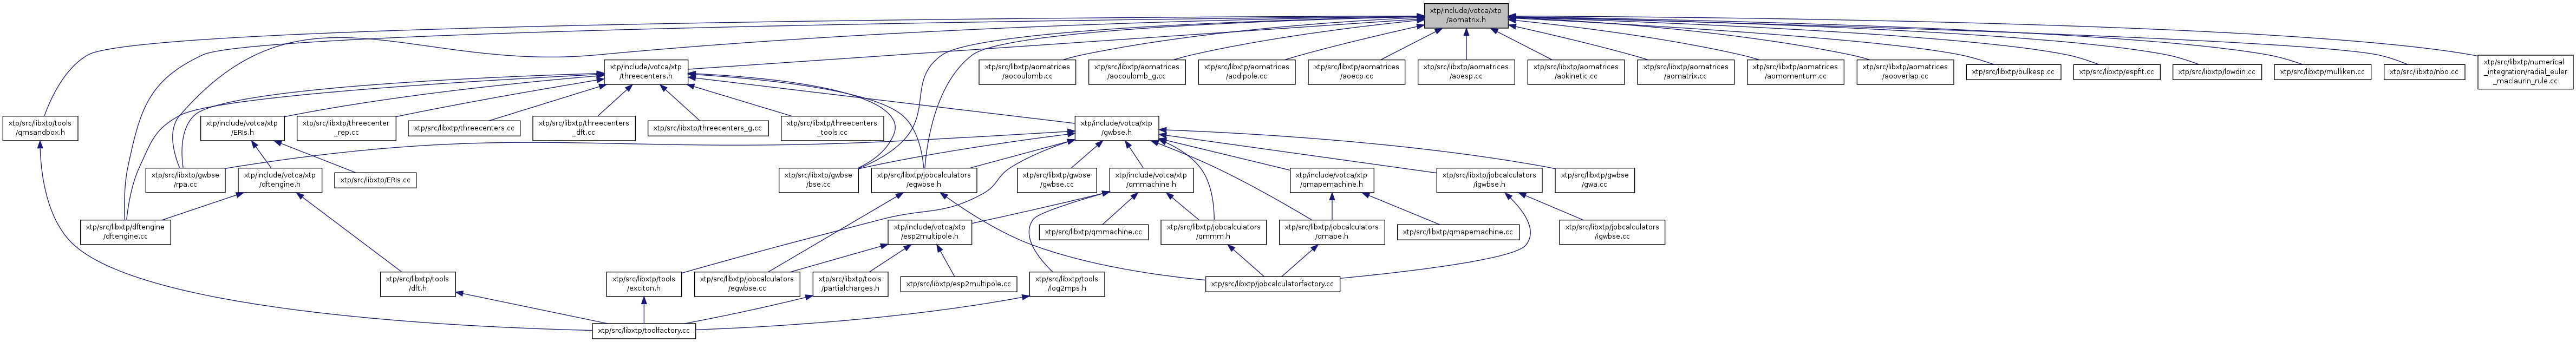 xtp/include/votca/xtp
/aomatrix.h
xtp/include/votca/xtp
/threecenters.h
xtp/src/libxtp/aomatrices
/aocoulomb.cc
xtp/src/libxtp/aomatrices
/aocoulomb_g.cc
xtp/src/libxtp/aomatrices
/aodipole.cc
xtp/src/libxtp/aomatrices
/aoecp.cc
xtp/src/libxtp/aomatrices
/aoesp.cc
xtp/src/libxtp/aomatrices
/aokinetic.cc
xtp/src/libxtp/aomatrices
/aomatrix.cc
xtp/src/libxtp/aomatrices
/aomomentum.cc
xtp/src/libxtp/aomatrices
/aooverlap.cc
xtp/src/libxtp/bulkesp.cc
xtp/src/libxtp/espfit.cc
xtp/src/libxtp/lowdin.cc
xtp/src/libxtp/mulliken.cc
xtp/src/libxtp/nbo.cc
xtp/src/libxtp/numerical
_integration/radial_euler
_maclaurin_rule.cc
xtp/src/libxtp/tools
/qmsandbox.h
xtp/include/votca/xtp
/ERIs.h
xtp/src/libxtp/threecenter
_rep.cc
xtp/src/libxtp/threecenters.cc
xtp/src/libxtp/threecenters
_dft.cc
xtp/src/libxtp/threecenters_g.cc
xtp/src/libxtp/threecenters
_tools.cc
xtp/include/votca/xtp
/gwbse.h
xtp/src/libxtp/gwbse
/rpa.cc
xtp/include/votca/xtp
/dftengine.h
xtp/src/libxtp/ERIs.cc
xtp/src/libxtp/gwbse
/bse.cc
xtp/src/libxtp/jobcalculators
/egwbse.h
xtp/src/libxtp/gwbse
/gwbse.cc
xtp/include/votca/xtp
/qmmachine.h
xtp/include/votca/xtp
/qmapemachine.h
xtp/src/libxtp/jobcalculators
/igwbse.h
xtp/src/libxtp/gwbse
/gwa.cc
xtp/src/libxtp/dftengine
/dftengine.cc
xtp/include/votca/xtp
/esp2multipole.h
xtp/src/libxtp/qmmachine.cc
xtp/src/libxtp/jobcalculators
/qmmm.h
xtp/src/libxtp/jobcalculators
/qmape.h
xtp/src/libxtp/qmapemachine.cc
xtp/src/libxtp/jobcalculators
/igwbse.cc
xtp/src/libxtp/tools
/dft.h
xtp/src/libxtp/tools
/exciton.h
xtp/src/libxtp/jobcalculators
/egwbse.cc
xtp/src/libxtp/tools
/partialcharges.h
xtp/src/libxtp/esp2multipole.cc
xtp/src/libxtp/tools
/log2mps.h
xtp/src/libxtp/jobcalculatorfactory.cc
xtp/src/libxtp/toolfactory.cc